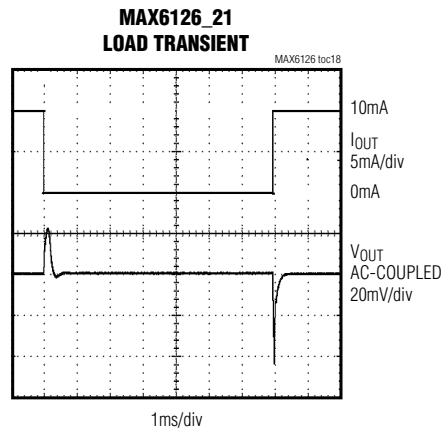 MAX6126_21
LOAD TRANSIENT
MAX6126 toc18
10mA
IOUT
5mA/div
0mA
VOUT
AC-COUPLED
20mV/div
1ms/div